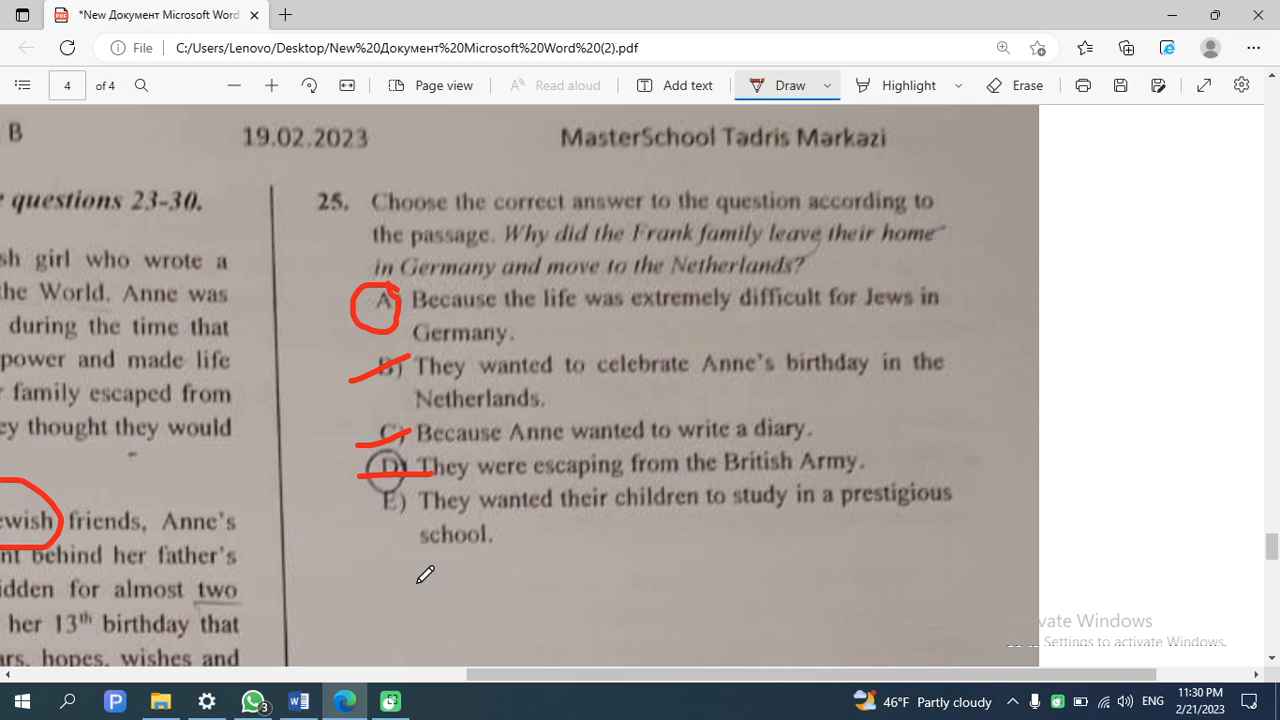 *New Документ Microsoft Word
File
C:/Users/Lenovo/Desktop/New%20Документ%20Microsoft%20Word%20(2).pdf
4 of 4
Page view
Read aloud
Add text
Draw
Highlight
Erase
B 19.02.2023 MasterSchool Tədris Mərkəzi
questions 23-30.
sh girl who wrote a
the World. Anne was
during the time that
power and made life
family escaped from
ey thought they would
ewish friends, Anne's
nt behind her father's
idden for almost two
her 13th birthday that
ars, hopes, wishes and
25. Choose the correct answer to the question according to
the passage. Why did the Frank family leave their home
in Germany and move to the Netherlands?
A) Because the life was extremely difficult for Jews in
Germany.
B) They wanted to celebrate Anne's birthday in the
Netherlands.
C) Because Anne wanted to write a diary.
D) They were escaping from the British Army.
E) They wanted their children to study in a prestigious
school.
Activate Windows
Settings to activate Windows.
3
46°F Partly cloudy
ENG
11:30 PM
2/21/2023